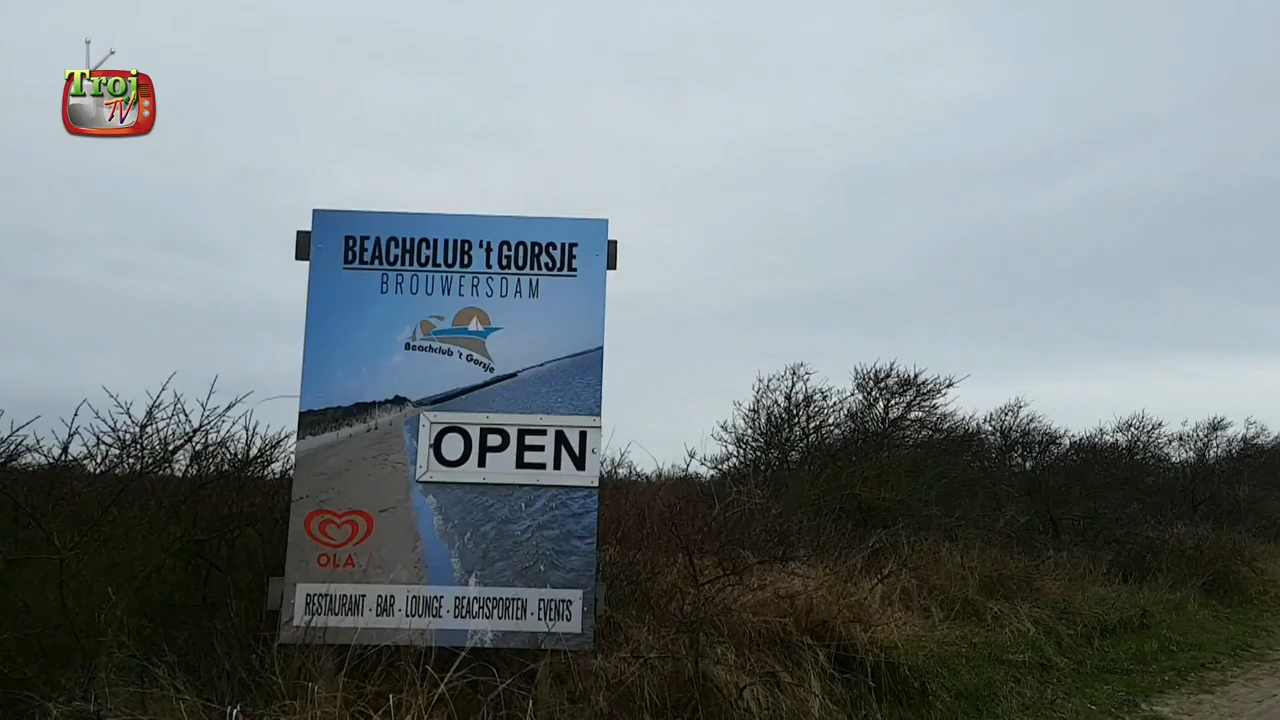 Troj
TV
BEACHCLUB 't GORSJE
BROUWERSDAM
Beachclub 't Gorsje
OPEN
OLA
RESTAURANT - BAR - LOUNGE - BEACHSPORTEN - EVENTS